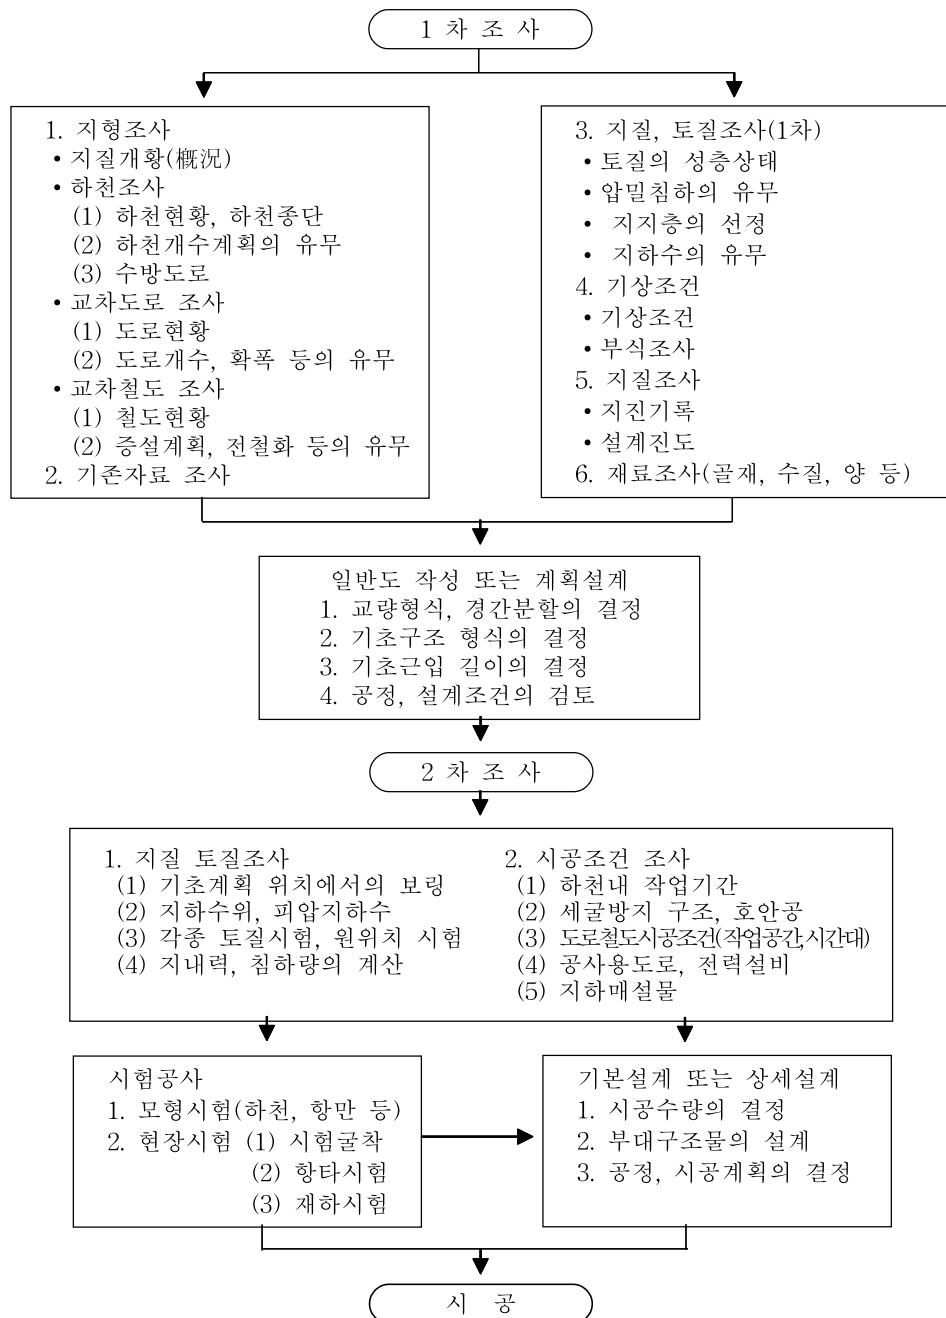 1 차 조 사
1. 지형조사
• 지질개황(槪況)
• 하천조사
(1) 하천현황, 하천종단
(2) 하천개수계획의 유무
(3) 수방도로
• 교차도로 조사
(1) 도로현황
(2) 도로개수, 확폭 등의 유무
• 교차철도 조사
(1) 철도현황
(2) 증설계획, 전철화 등의 유무
2. 기존자료 조사
3. 지질, 토질조사(1차)
• 토질의 성층상태
• 압밀침하의 유무
• 지지층의 선정
• 지하수의 유무
4. 기상조건
• 기상조건
• 부식조사
5. 지질조사
• 지진기록
• 설계진도
6. 재료조사(골재, 수질, 양 등)
일반도 작성 또는 계획설계
1. 교량형식, 경간분할의 결정
2. 기초구조 형식의 결정
3. 기초근입 길이의 결정
4. 공정, 설계조건의 검토
2 차 조 사
1. 지질 토질조사
(1) 기초계획 위치에서의 보링
(2) 지하수위, 피압지하수
(3) 각종 토질시험, 원위치 시험
(4) 지내력, 침하량의 계산
2. 시공조건 조사
(1) 하천내 작업기간
(2) 세굴방지 구조, 호안공
(3) 도로철도시공조건(작업공간,시간대)
(4) 공사용도로, 전력설비
(5) 지하매설물
시험공사
1. 모형시험(하천, 항만 등)
2. 현장시험 (1) 시험굴착
(2) 항타시험
(3) 재하시험
기본설계 또는 상세설계
1. 시공수량의 결정
2. 부대구조물의 설계
3. 공정, 시공계획의 결정
시 공